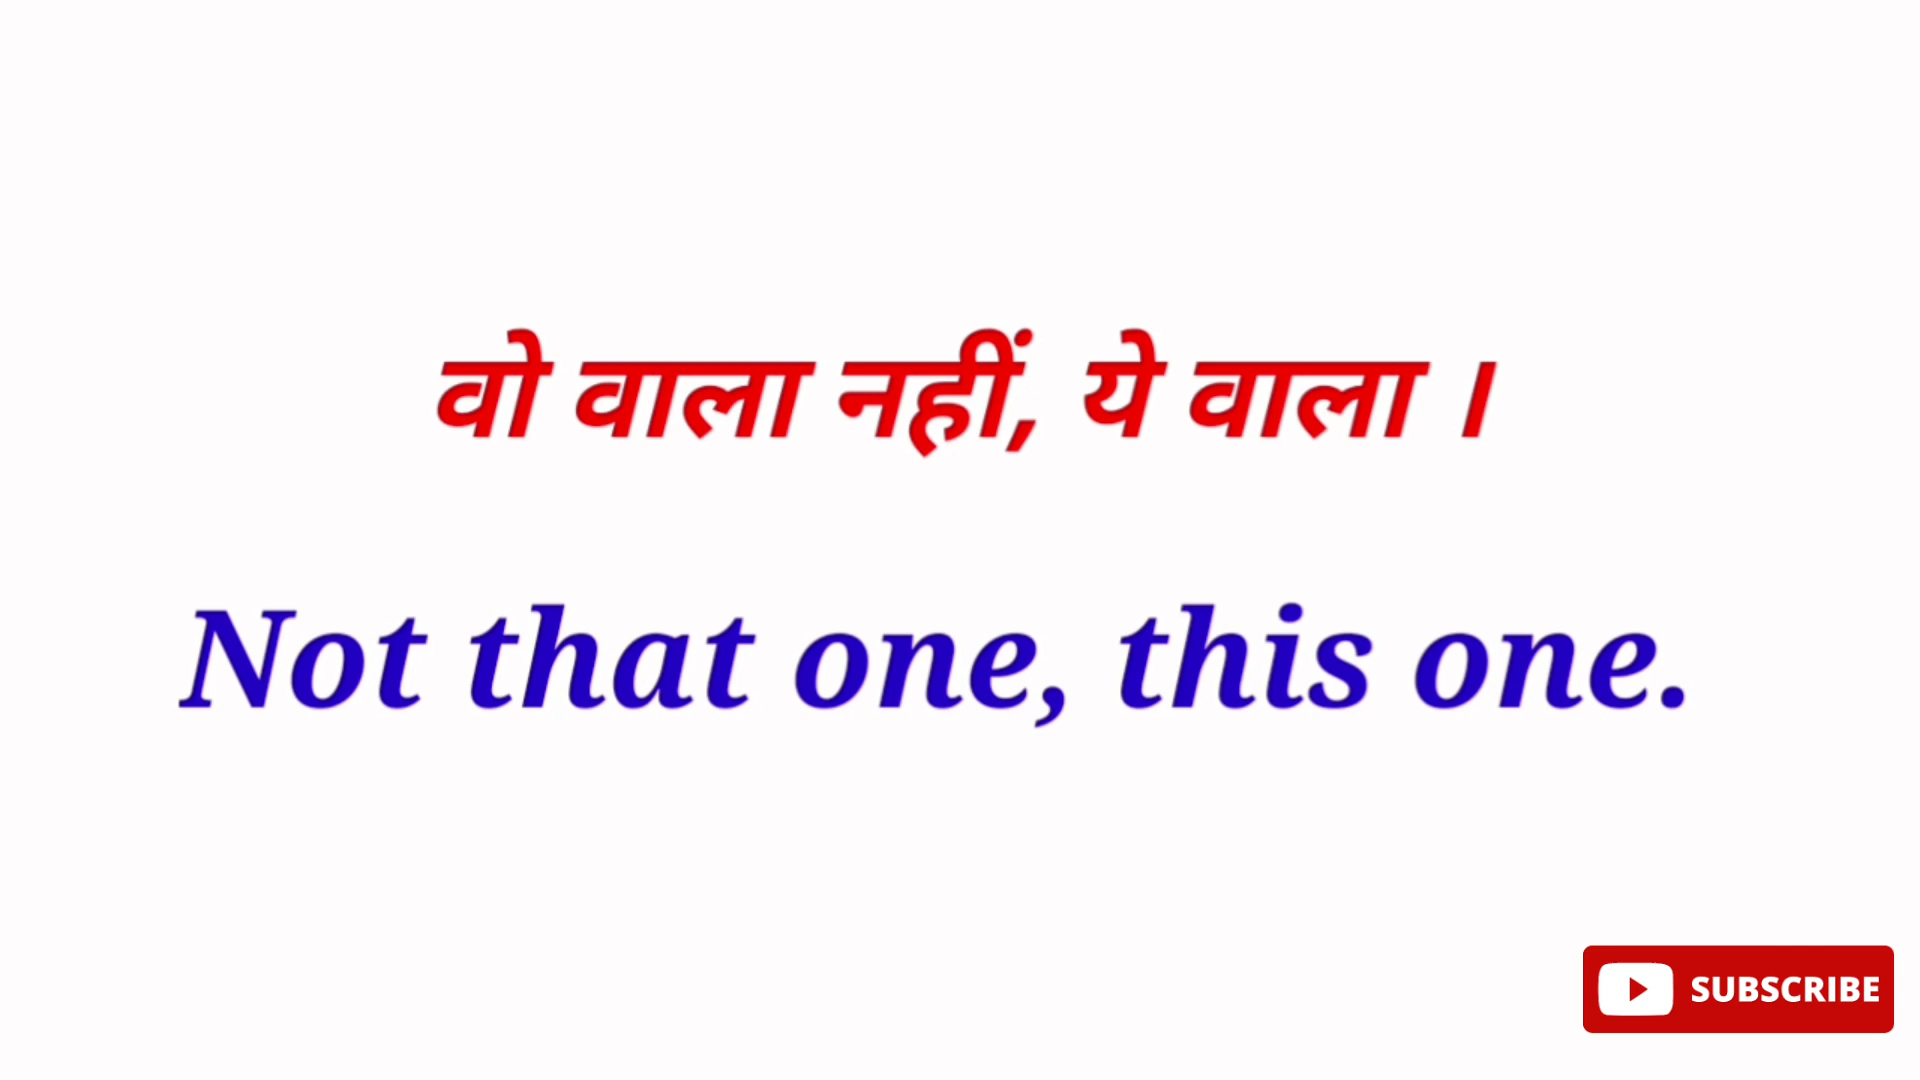 वो वाला नहीं, ये वाला ।
Not that one, this one.
SUBSCRIBE